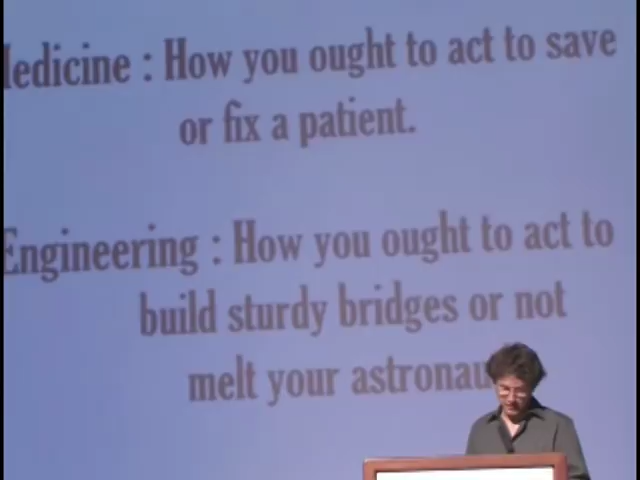 edicine : How you ought to act to save
or fix a patient.
Engineering : How you ought to act to
build sturdy bridges or not
melt your astronau